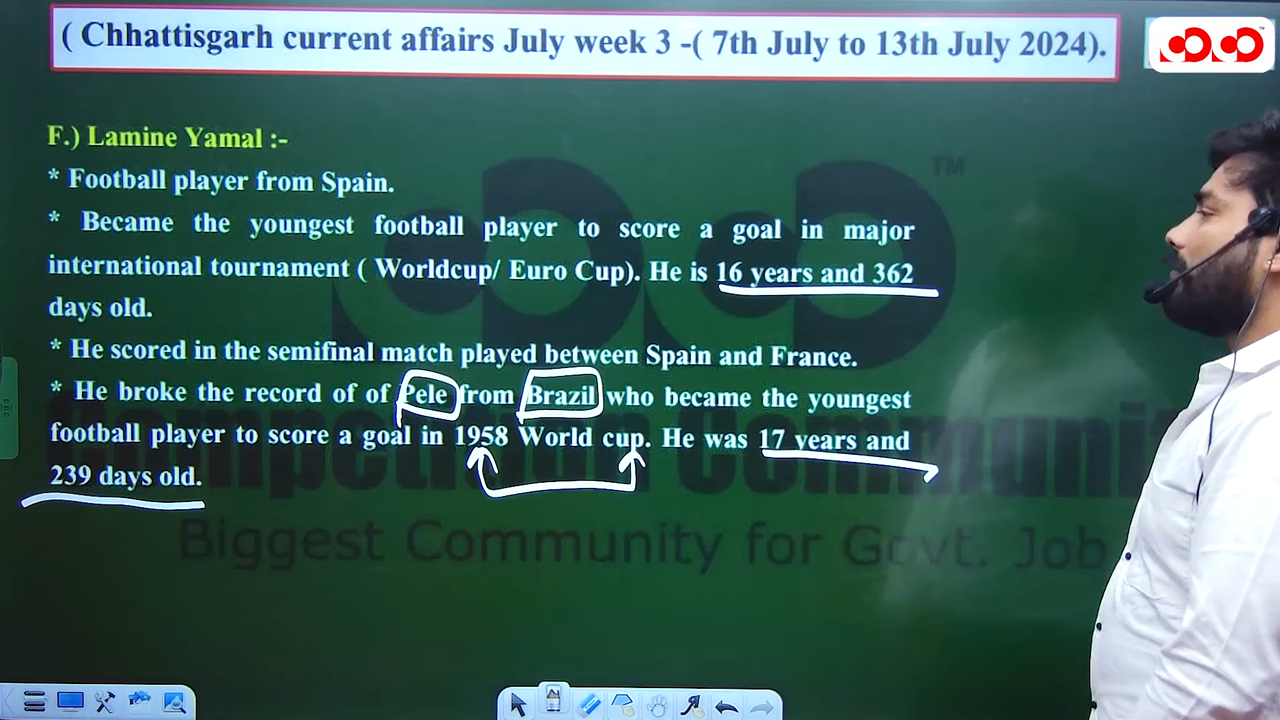 ( Chhattisgarh current affairs July week 3 -( 7th July to 13th July 2024).
TM
F.) Lamine Yamal :-
* Football player from Spain.
* Became the youngest football player to score a goal in major
international tournament ( Worldcup/ Euro Cup). He is 16 years and 362
days old.
* He scored in the semifinal match played between Spain and France.
* He broke the record of of Pele from Brazil who became the youngest
football player to score a goal in 1958 World cup. He was 17 years and
239 days old.
Competition Community
Biggest Community for Govt. Job